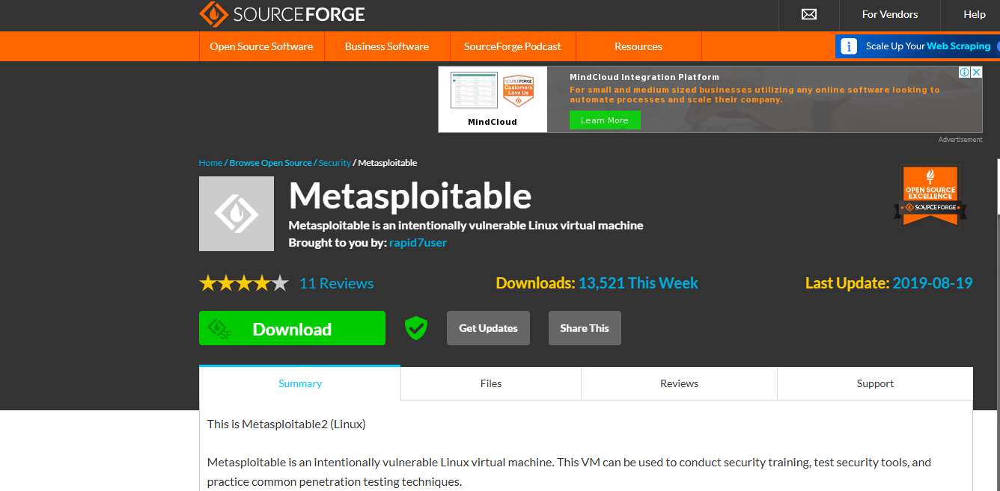 SOURCEFORGE
For Vendors
Help
Open Source Software
Business Software
SourceForge Podcast
Resources
Scale Up Your Web Scraping
MindCloud Integration Platform
SOURCEFORGE
Customers
Love Us
For small and medium sized businesses utilizing any online software looking to
automate processes and scale their company.
MindCloud
Learn More
Advertisement
Home / Browse Open Source / Security / Metasploitable
Metasploitable
Metasploitable is an intentionally vulnerable Linux virtual machine
Brought to you by: rapid7user
OPEN SOURCE
EXCELLENCE
SOURCEFORGE
11 Reviews
Downloads: 13,521 This Week
Last Update: 2019-08-19
SF
Download
Get Updates
Share This
Summary
Files
Reviews
Support
This is Metasploitable2 (Linux)
Metasploitable is an intentionally vulnerable Linux virtual machine. This VM can be used to conduct security training, test security tools, and
practice common penetration testing techniques.